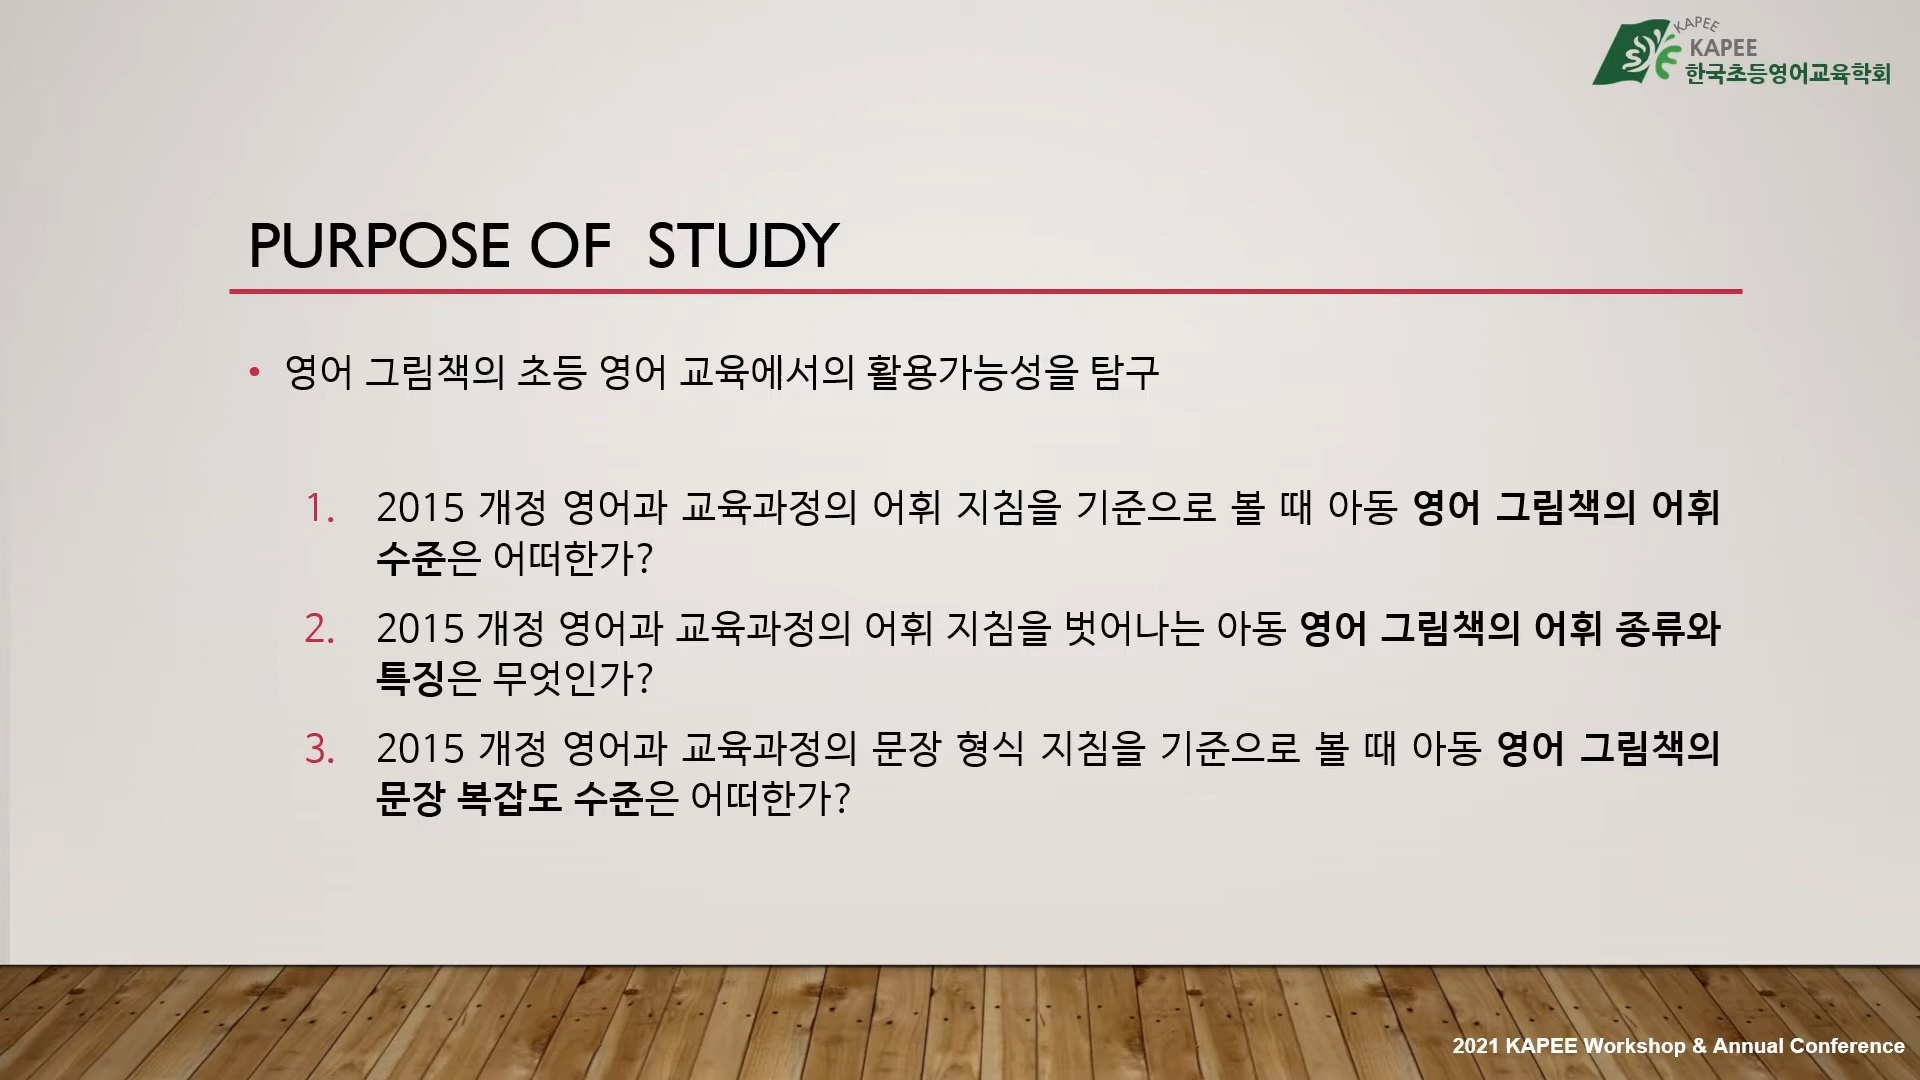 KAPEE
KAPEE
한국초등영어교육학회
PURPOSE OF STUDY
• 영어 그림책의 초등 영어 교육에서의 활용가능성을 탐구
1. 2015 개정 영어과 교육과정의 어휘 지침을 기준으로 볼 때 아동 영어 그림책의 어휘
수준은 어떠한가?
2. 2015 개정 영어과 교육과정의 어휘 지침을 벗어나는 아동 영어 그림책의 어휘 종류와
특징은 무엇인가?
3. 2015 개정 영어과 교육과정의 문장 형식 지침을 기준으로 볼 때 아동 영어 그림책의
문장 복잡도 수준은 어떠한가?
2021 KAPEE Workshop & Annual Conference